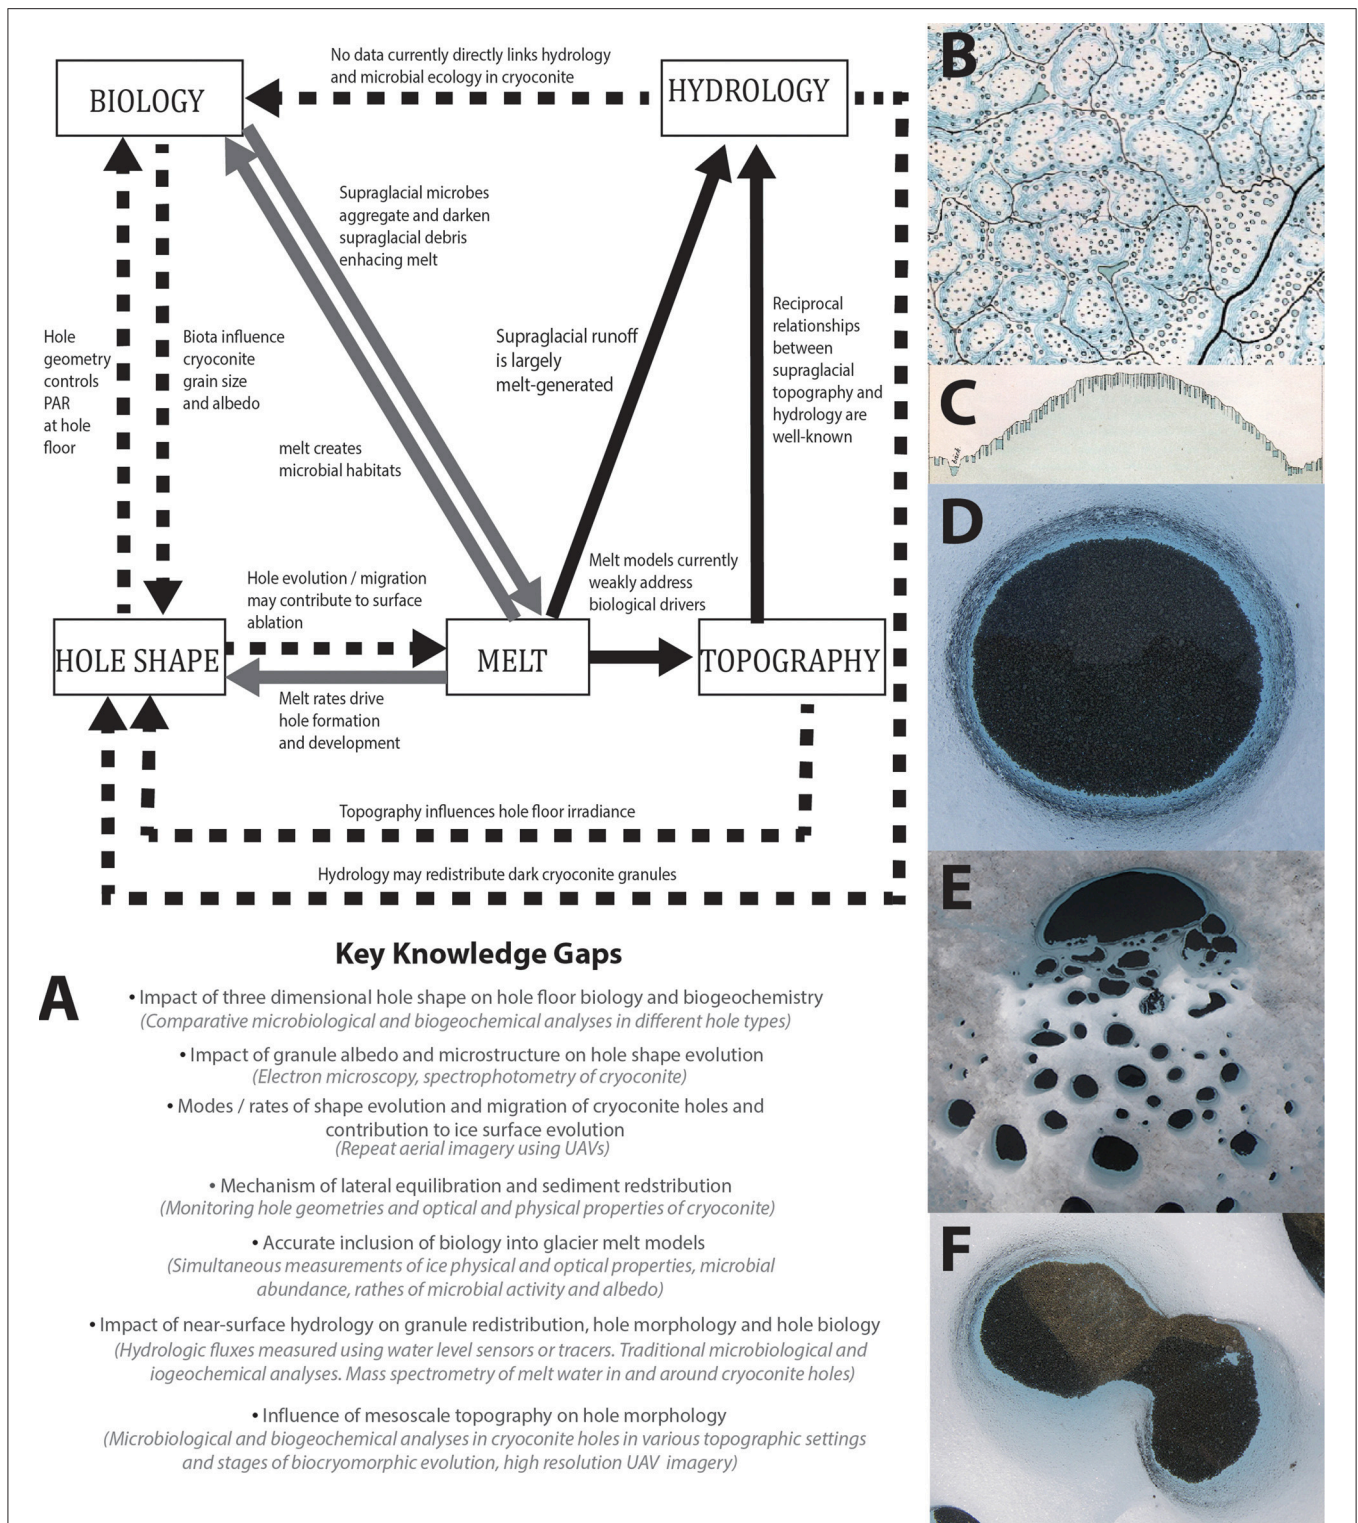 No data currently directly links hydrology
and microbial ecology in cryoconite
BIOLOGY
HYDROLOGY
Supraglacial microbes
aggregate and darken
supraglacial debris
enhacing melt
Hole
geometry
controls
PAR
at hole
floor
Biota influence
cryoconite
grain size
and albedo
Supraglacial runoff
is largely
melt-generated
Reciprocal
relationships
between
supraglacial
topography and
hydrology are
well-known
melt creates
microbial habitats
Hole evolution / migration
may contribute to surface
ablation
Melt models currently
weakly address
biological drivers
HOLE SHAPE
MELT
TOPOGRAPHY
Melt rates drive
hole formation
and development
Topography influences hole floor irradiance
Hydrology may redistribute dark cryoconite granules
Key Knowledge Gaps
A
• Impact of three dimensional hole shape on hole floor biology and biogeochemistry
(Comparative microbiological and biogeochemical analyses in different hole types)
• Impact of granule albedo and microstructure on hole shape evolution
(Electron microscopy, spectrophotometry of cryoconite)
• Modes / rates of shape evolution and migration of cryoconite holes and
contribution to ice surface evolution
(Repeat aerial imagery using UAVs)
• Mechanism of lateral equilibration and sediment redstribution
(Monitoring hole geometries and optical and physical properties of cryoconite)
• Accurate inclusion of biology into glacier melt models
(Simultaneous measurements of ice physical and optical properties, microbial
abundance, rathes of microbial activity and albedo)
• Impact of near-surface hydrology on granule redistribution, hole morphology and hole biology
(Hydrologic fluxes measured using water level sensors or tracers. Traditional microbiological and
iogeochemical analyses. Mass spectrometry of melt water in and around cryoconite holes)
• Influence of mesoscale topography on hole morphology
(Microbiological and biogeochemical analyses in cryoconite holes in various topographic settings
and stages of biocryomorphic evolution, high resolution UAV imagery)
B
C
D
E
F